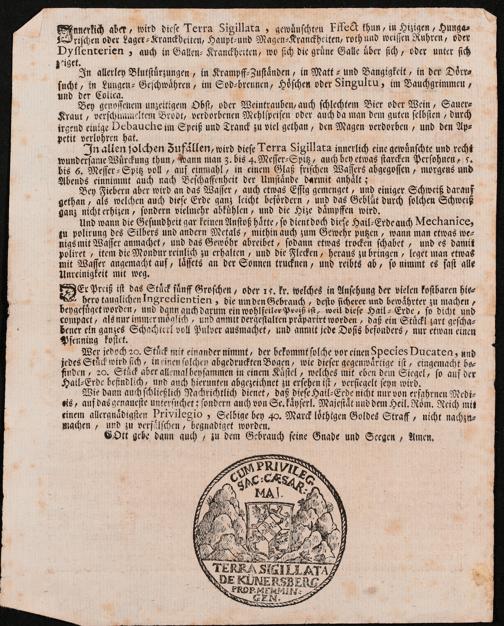 Innerlich aber, wird diese Terra Sigillata, gewünschten Effect thun, in Hizigen, Hunga-
rischen oder Lager-Kranckheiten, Haupt- und Magen-Kranckheiten, roth und weissen Ruhren, oder
Dyssenterien, auch in Gallen-Kranckheiten, wo sich die grüne Galle über sich, oder unter sich
zeiget.
In allerley Blutstürzungen, in Krampff-Zuständen, in Matt- und Bangigkeit, in der Dörr-
sucht, in Lungen-Geschwähren, im Sod-brennen, Höschen oder Singultu, im Bauchgrimmen,
und der Colica.
Bey genossenem unzeitigem Obst, oder Weintrauben, auch schlechtem Bier oder Wein, Sauer-
Kraut, verschimmeltem Brodt, verdorbenen Mehlspeisen oder auch da man dem guten selbsten, durch
irgend einige Debauche im Speiß und Tranck zu viel gethan, den Magen verdorben, und den Ap-
petit verlohren hat.
In allen solchen Zufällen, wird diese Terra Sigillata innerlich eine gewünschte und recht
wundersame Würckung thun, wann man 3. bis 4. Messer-Spitz, auch bey etwas starcken Persohnen, 5.
bis 6. Messer-Spitz voll, auf einmahl, in einem Glaß frischen Wassers abgegossen, morgens und
Abends einnimmt auch nach Beschaffenheit der Umstände darmit anhält;
Bey Fiebern aber wird an das Wasser, auch etwas Essig gemenget, und einiger Schweiß darauf
gethan, als welchen auch diese Erde ganz leicht befördern, und das Geblüt durch solchen Schweiß
ganz nicht erhizen, sondern vielmehr abkühlen, und die Hize dämpffen wird.
Und wann die Gesundheit gar keinen Anstoß hätte, so dient doch diese Hail-Erde auch Mechanice,
zu polirung des Silbers und andern Metals, mithin auch zum Gewehr putzen, wann man etwas we-
nigs mit Wasser anmacht, und das Gewöhr abreibet, sodann etwas trocken schabet, und es damit
poliret, item die Mondur reinlich zu erhalten, und die Flecken, heraus zu bringen, leget man etwas
mit Wasser angemacht auf, lässets an der Sonnen trucknen, und reibts ab, so nimmt es fast alle
Unreinigkeit mit weg.
Der Preiß ist das Stück fünff Groschen, oder 15. kr. welches in Ansehung der vielen kostbaren hie-
bevor tauglichen Ingredientien, die um den Gebrauch, desto sicherer und bewährter zu machen,
beygefüget worden, und dann auch darum ein wohlfeiler Preiß ist, weil diese Hail-Erde, so dicht und
compact, als nur immer möglich, und anmit dergestalten präpariret worden, daß ein Stückl zart gescha-
bener ein ganzes Schächterl voll Pulver ausmachet, und anmit jede Dosis besonders, nur etwan einen
Pfenning kostet.
Wer jedoch 20. Stück mit einander nimmt, der bekommt solche vor einen Species Ducaten, und
jedes Stück wird sich, in einen solchen abgedruckten Bogen, wie dieser gegenwärtige ist, eingemacht be-
finden, 20. Stück aber allemal beysammen in einem Kästel, welches mit eben dem Siegel, so auf der
Hail-Erde befindlich, und auch hierunten abgezeichnet zu ersehen ist, versiegelt seyn wird.
Wie dann auch schließlich Nachrichtlich dienet, daß diese Hail-Erde nicht nur von erfahrnen Medi-
cis, auf das genaueste untersuchet; sondern auch von Sr. Käyserl. Majestät und dem Heil. Röm. Reich mit
einem allergnädigsten Privilegio, Selbige bey 40. Marck löthigen Goldes Straff, nicht nachzu-
machen, und zu verfälschen, begnadiget worden.
GOtt gebe dann auch, zu dem Gebrauch seine Gnade und Seegen, Amen.
CUM PRIVILEG.
SAC: CÆSAR:
MAJ.
TERRA SIGILLATA
DE KÜNERSBERG
PROP. MEMMIN-
GEN.